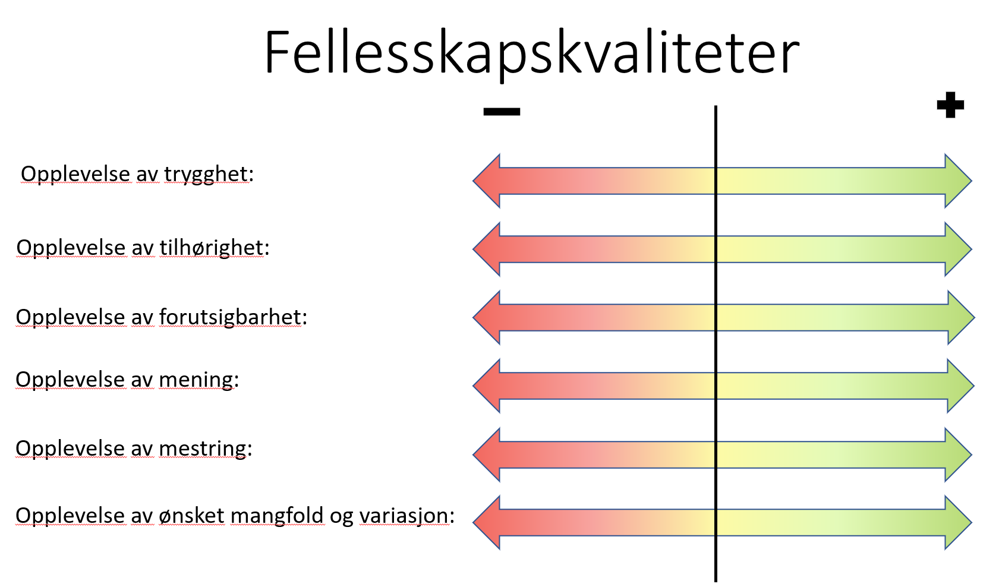 Fellesskapskvaliteter
Opplevelse av trygghet:
Opplevelse av tilhørighet:
Opplevelse av forutsigbarhet:
Opplevelse av mening:
Opplevelse av mestring:
Opplevelse av ønsket mangfold og variasjon: